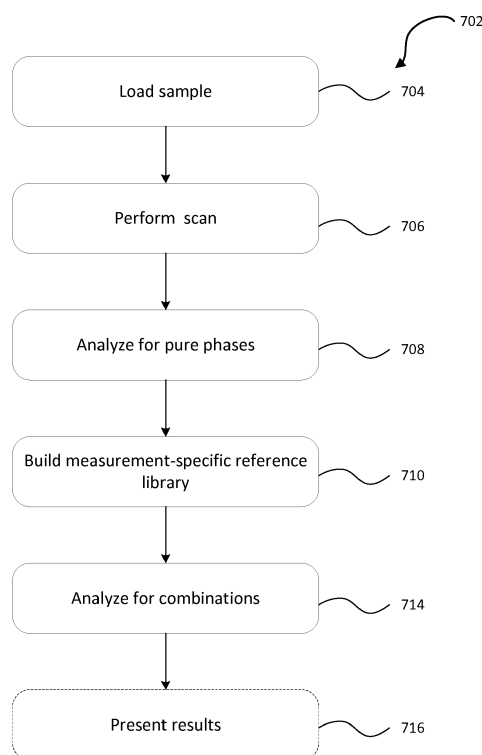 702
Load sample
704
Perform scan
706
Analyze for pure phases
708
Build measurement-specific reference
library
710
Analyze for combinations
714
Present results
716